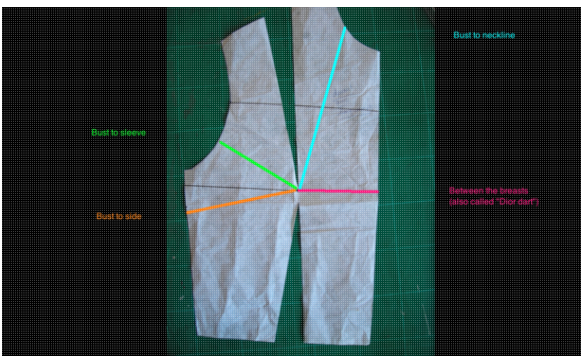 Bust to neckline
Bust to sleeve
Between the breasts
(also called "Dior dart")
Bust to side